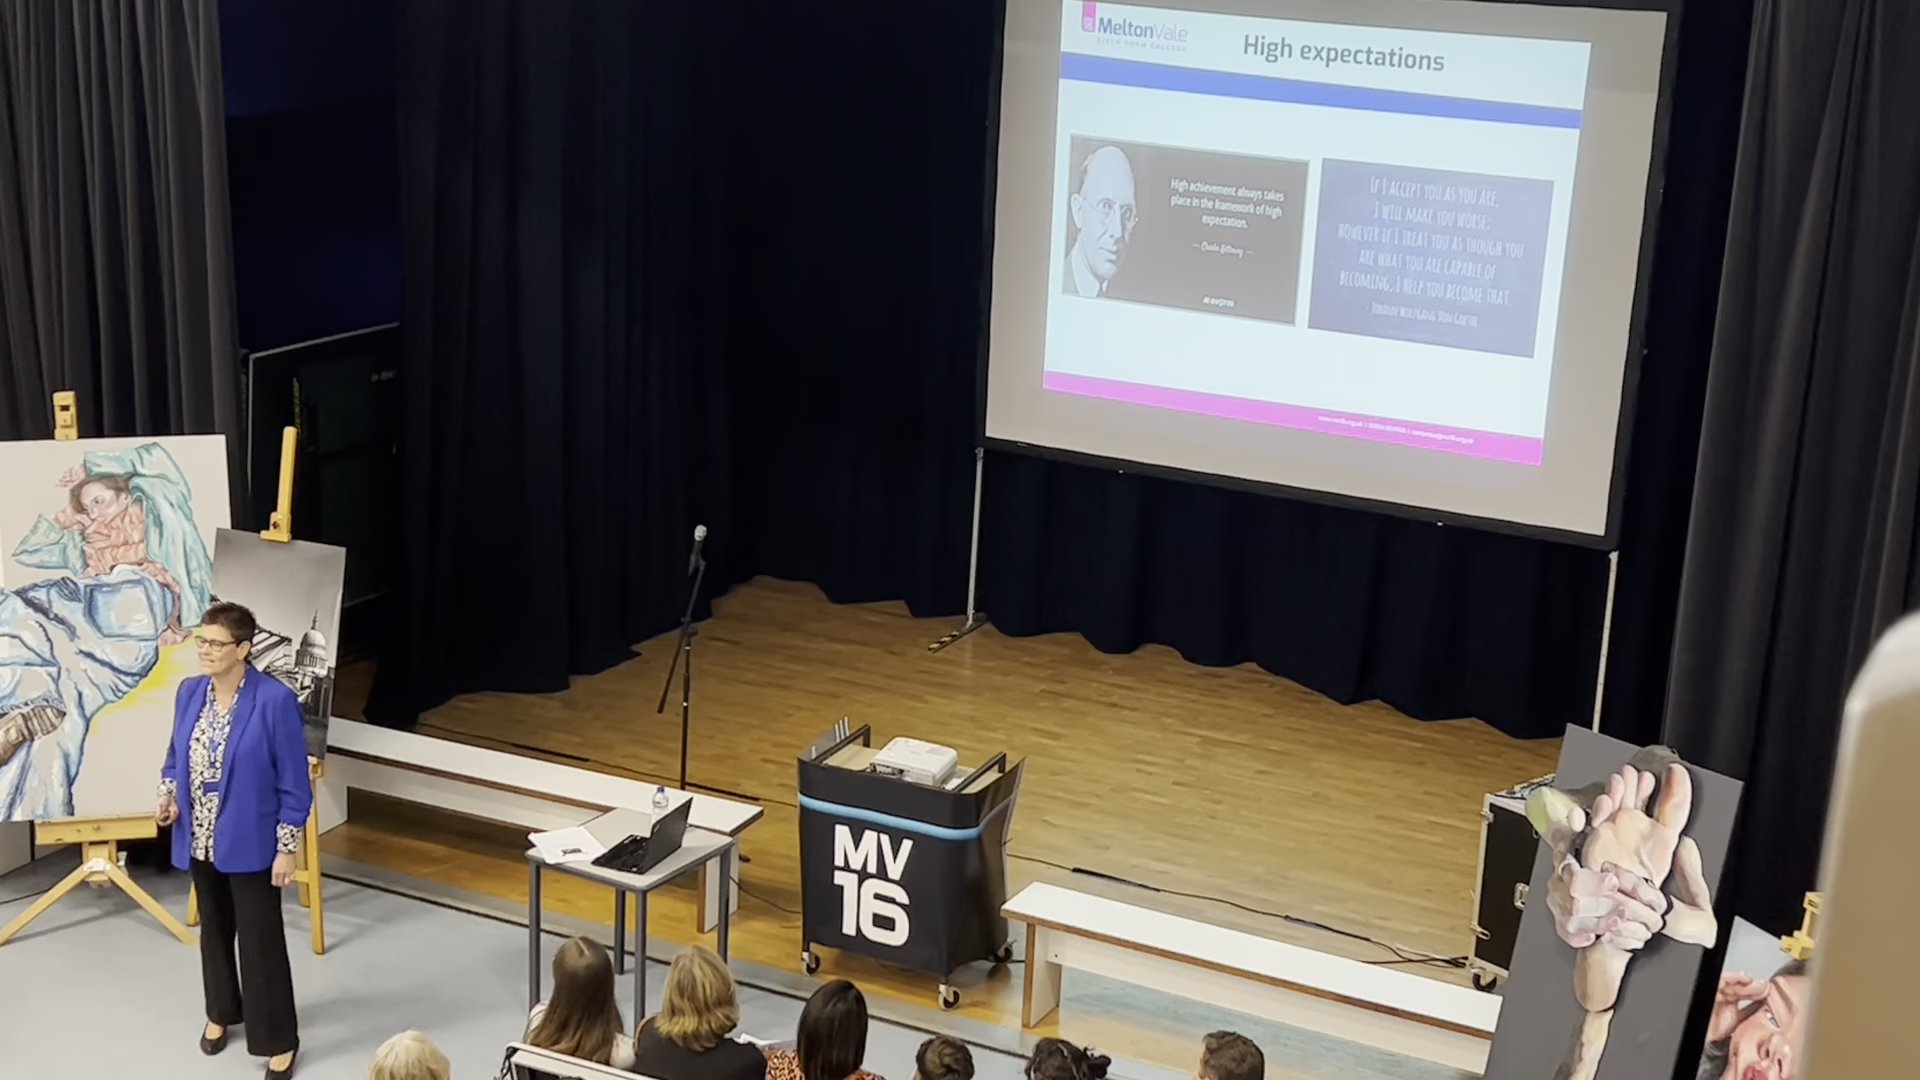 MeltonVale
SIXTH FORM COLLEGE
High expectations
High achievement always takes
place in the framework of high
expectation.
IF I ACCEPT YOU AS YOU ARE,
I WILL MAKE YOU WORSE;
HOWEVER IF I TREAT YOU AS THOUGH YOU
ARE WHAT YOU ARE CAPABLE OF
BECOMING, I HELP YOU BECOME THAT.
- JOHANN WOLFGANG VON GOETHE
AZ QUOTES
MV
16